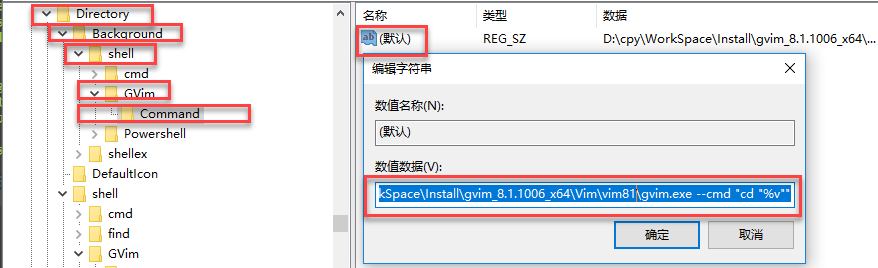 Directory
Background
shell
cmd
GVim
Command
Powershell
shellex
DefaultIcon
shell
cmd
find
GVim
名称 类型 数据
ab (默认) REG_SZ D:\cpy\WorkSpace\Install\gvim_8.1.1006_x64\...
编辑字符串
数值名称(N):
(默认)
数值数据(V):
kSpace\Install\gvim_8.1.1006_x64\Vim\vim81\gvim.exe --cmd "cd "%v""
确定 取消